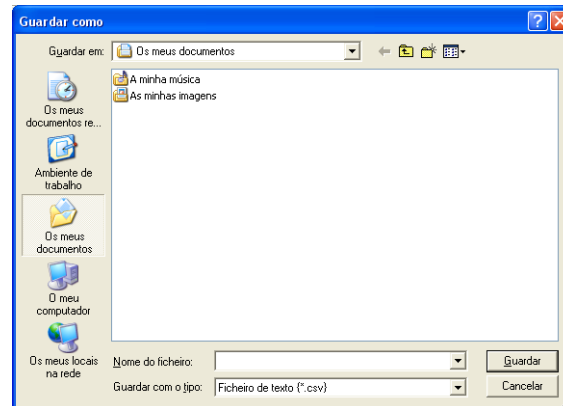 Guardar como
Guardar em:
Os meus documentos
A minha música
As minhas imagens
Os meus
documentos re...
Ambiente de
trabalho
Os meus
documentos
O meu
computador
Os meus locais
na rede
Nome do ficheiro:
Guardar
Guardar com o tipo:
Ficheiro de texto {*.csv}
Cancelar